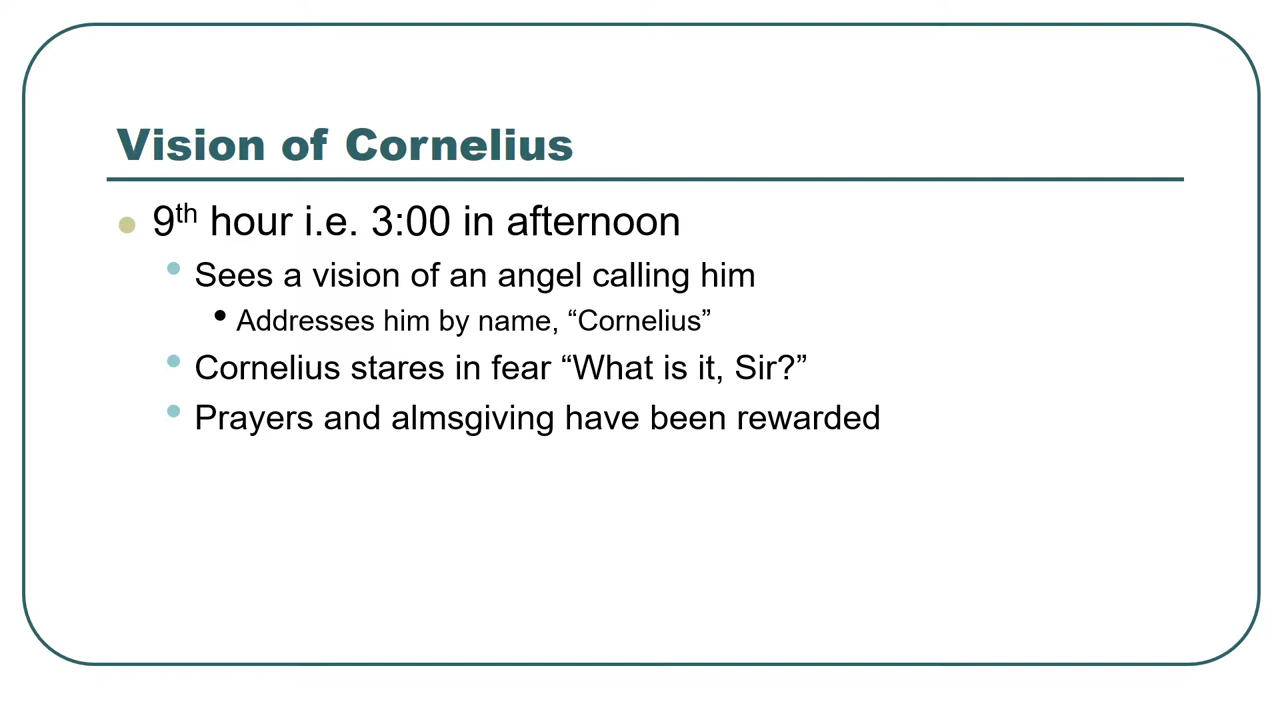 Vision of Cornelius
9th hour i.e. 3:00 in afternoon
Sees a vision of an angel calling him
Addresses him by name, “Cornelius”
Cornelius stares in fear “What is it, Sir?”
Prayers and almsgiving have been rewarded